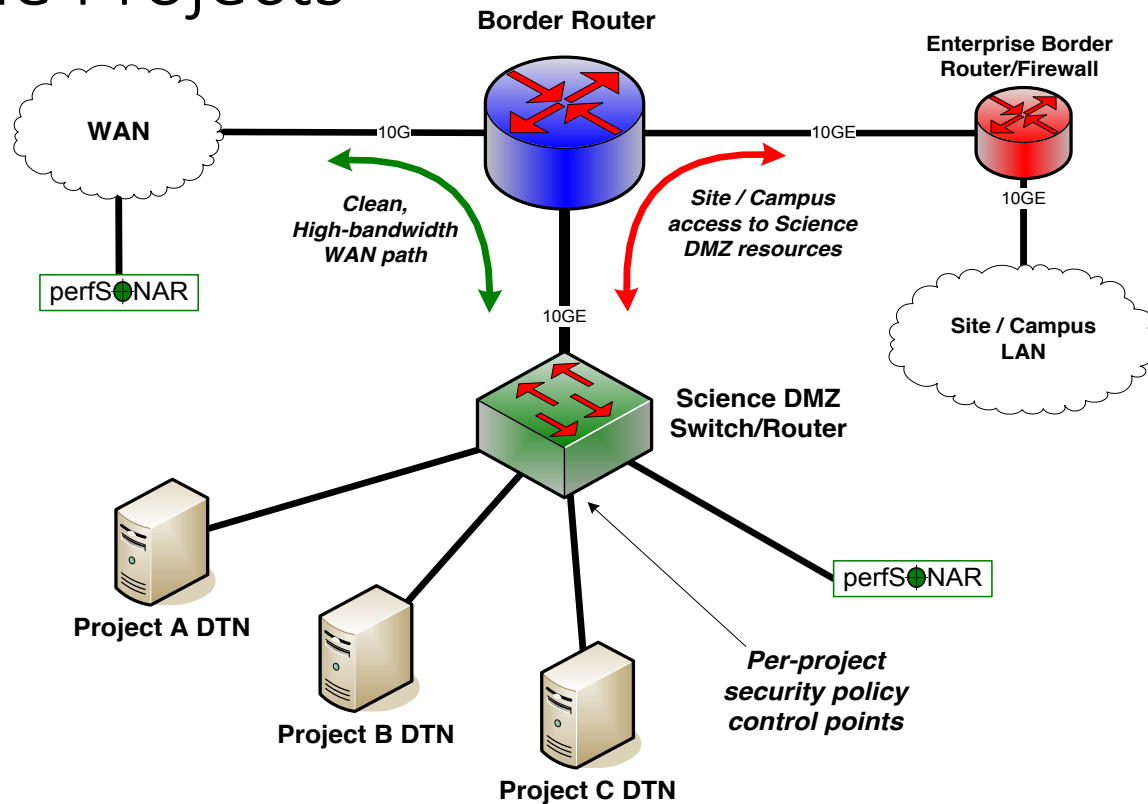 Projects
Border Router
Enterprise Border
Router/Firewall
WAN
10G
10GE
10GE
Clean,
High-bandwidth
WAN path
Site / Campus
access to Science
DMZ resources
perfSONAR
10GE
Site / Campus
LAN
Science DMZ
Switch/Router
perfSONAR
Project A DTN
Project B DTN
Project C DTN
Per-project
security policy
control points